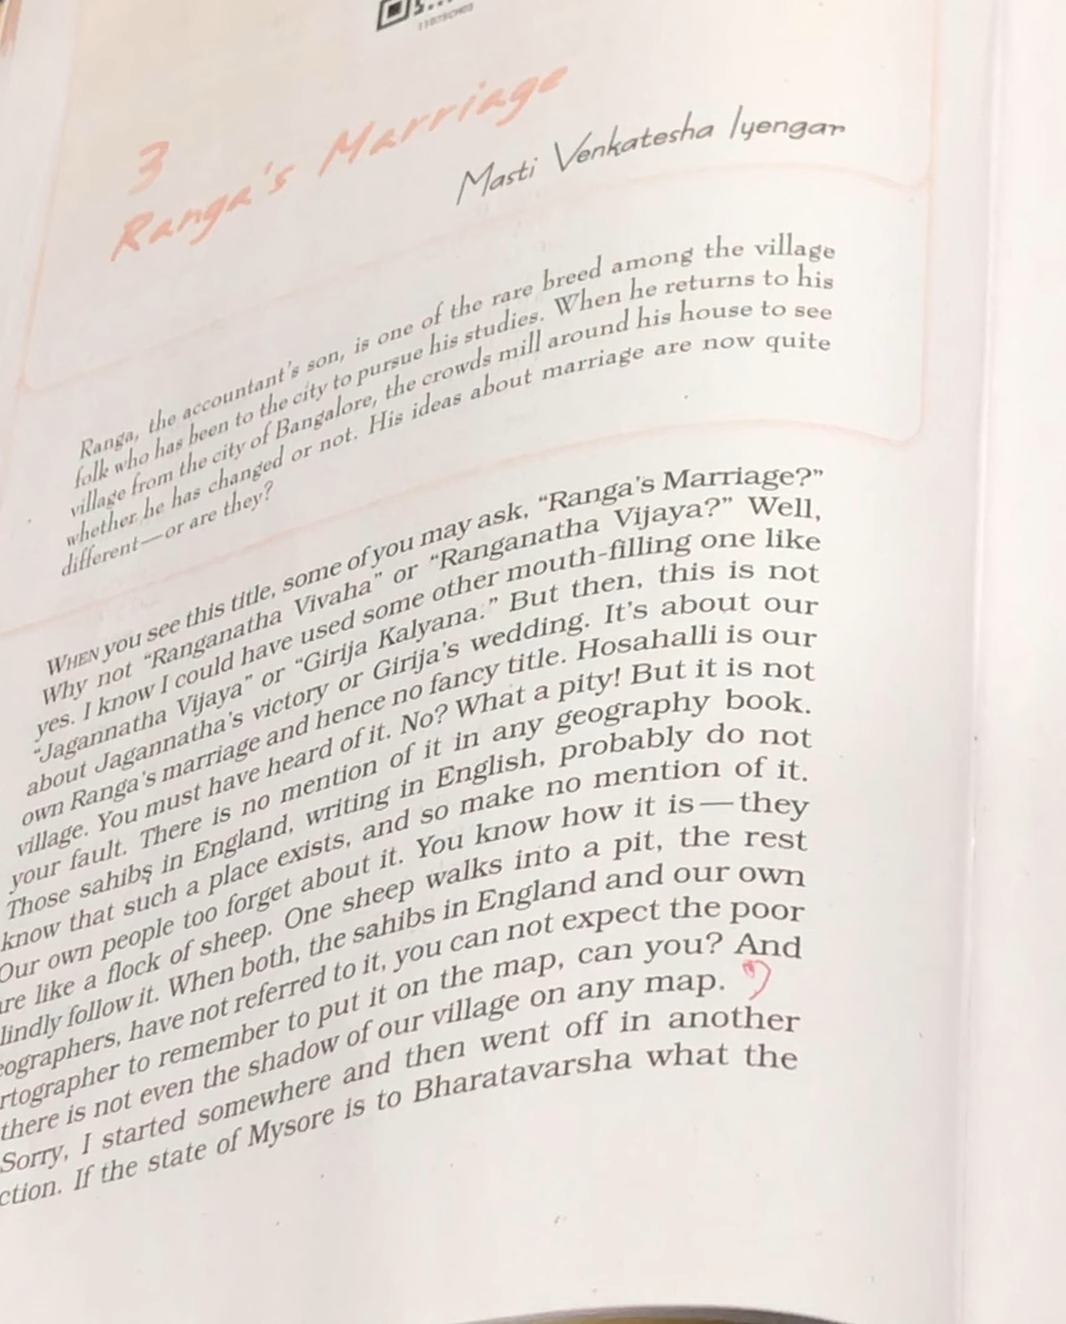 3
Ranga's Marriage
Masti Venkatesha Iyengar
Ranga, the accountant's son, is one of the rare breed among the village
folk who has been to the city to pursue his studies. When he returns to his
village from the city of Bangalore, the crowds mill around his house to see
whether he has changed or not. His ideas about marriage are now quite
different—or are they?
WHEN you see this title, some of you may ask, “Ranga's Marriage?”
Why not “Ranganatha Vivaha” or “Ranganatha Vijaya?” Well,
yes. I know I could have used some other mouth-filling one like
“Jagannatha Vijaya” or “Girija Kalyana.” But then, this is not
about Jagannatha's victory or Girija's wedding. It's about our
own Ranga's marriage and hence no fancy title. Hosahalli is our
village. You must have heard of it. No? What a pity! But it is not
your fault. There is no mention of it in any geography book.
Those sahibs in England, writing in English, probably do not
know that such a place exists, and so make no mention of it.
Our own people too forget about it. You know how it is—they
re like a flock of sheep. One sheep walks into a pit, the rest
lindly follow it. When both, the sahibs in England and our own
eographers, have not referred to it, you can not expect the poor
rtographer to remember to put it on the map, can you? And
there is not even the shadow of our village on any map.
Sorry, I started somewhere and then went off in another
ction. If the state of Mysore is to Bharatavarsha what the